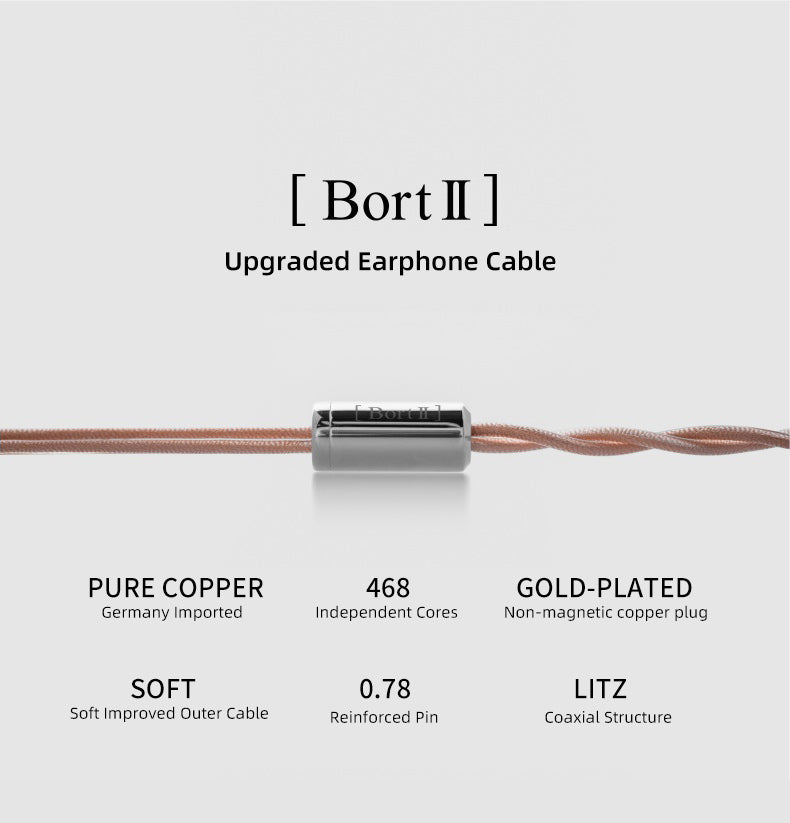 [ Bort Ⅱ ]
Upgraded Earphone Cable
[ Bort Ⅱ ]
PURE COPPER
Germany Imported
468
Independent Cores
GOLD-PLATED
Non-magnetic copper plug
SOFT
Soft Improved Outer Cable
0.78
Reinforced Pin
LITZ
Coaxial Structure